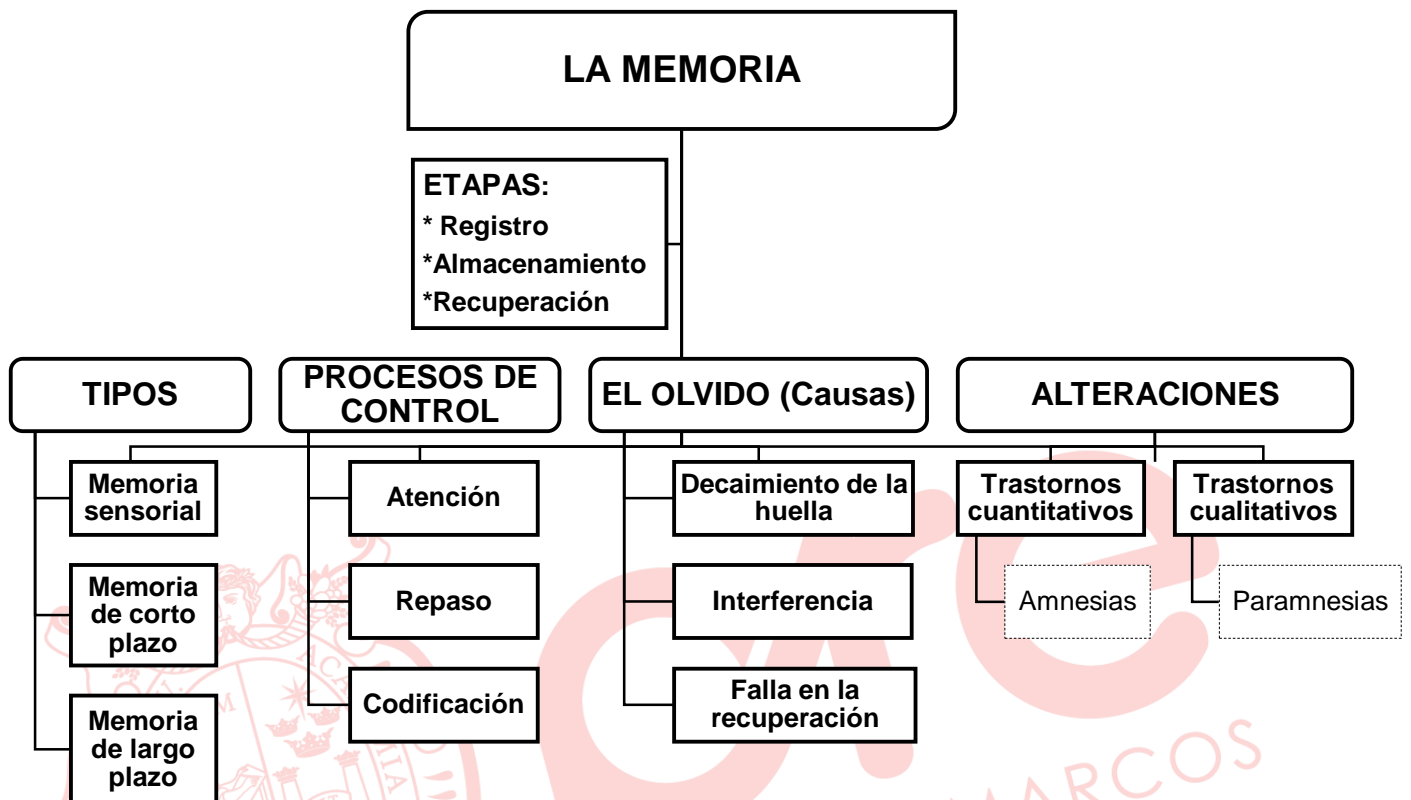 LA MEMORIA
ETAPAS:
* Registro
*Almacenamiento
*Recuperación
TIPOS
PROCESOS DE
CONTROL
EL OLVIDO (Causas)
ALTERACIONES
Memoria
sensorial
Memoria
de corto
plazo
Memoria
de largo
plazo
Atención
Repaso
Codificación
Decaimiento de la
huella
Interferencia
Falla en la
recuperación
Trastornos
cuantitativos
Amnesias
Trastornos
cualitativos
Paramnesias
cre
MARCOS